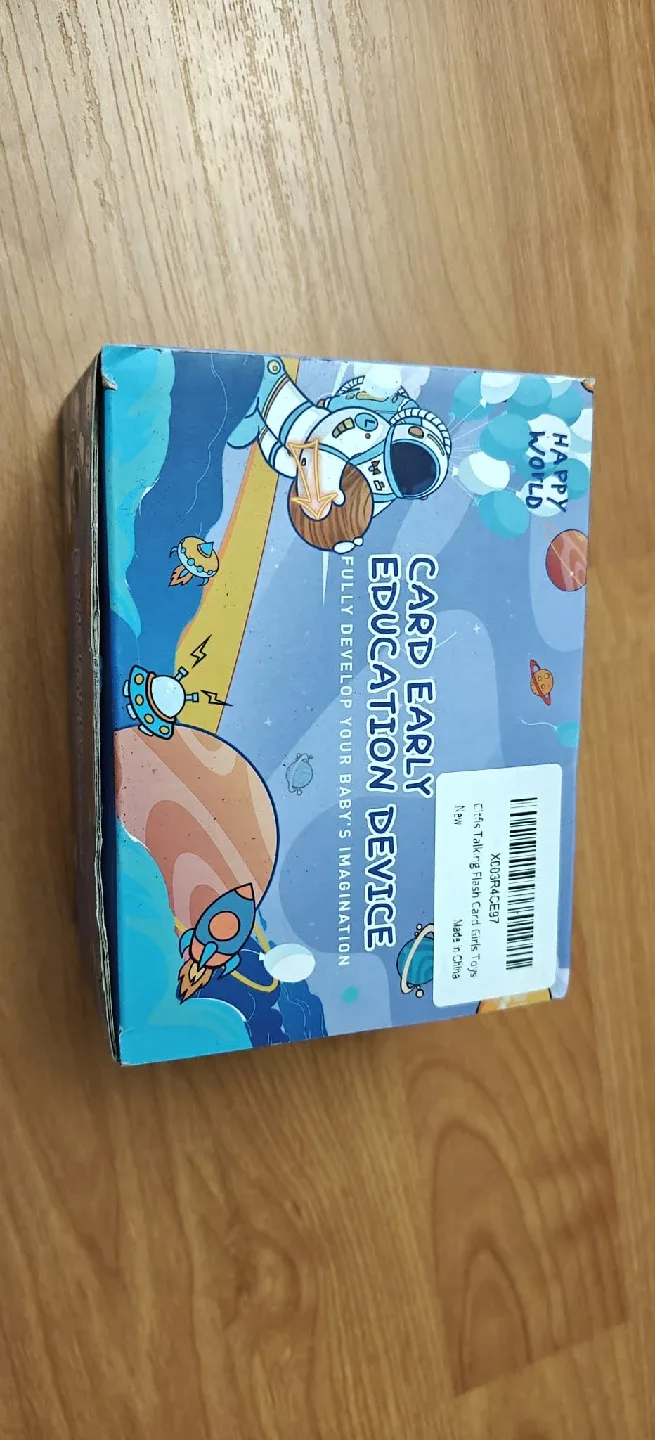 HAPPY
WORLD
CARD EARLY
EDUCATION DEVICE
FULLY DEVELOP YOUR BABY'S IMAGINATION
Talking Flash Card Girls Toys
New
Made in China